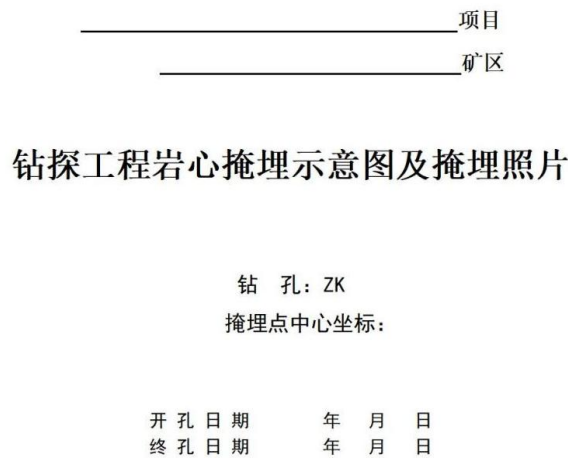 项目
矿区
钻探工程岩心掩埋示意图及掩埋照片
钻 孔：ZK
掩埋点中心坐标：
开孔日期 年 月 日
终孔日期 年 月 日